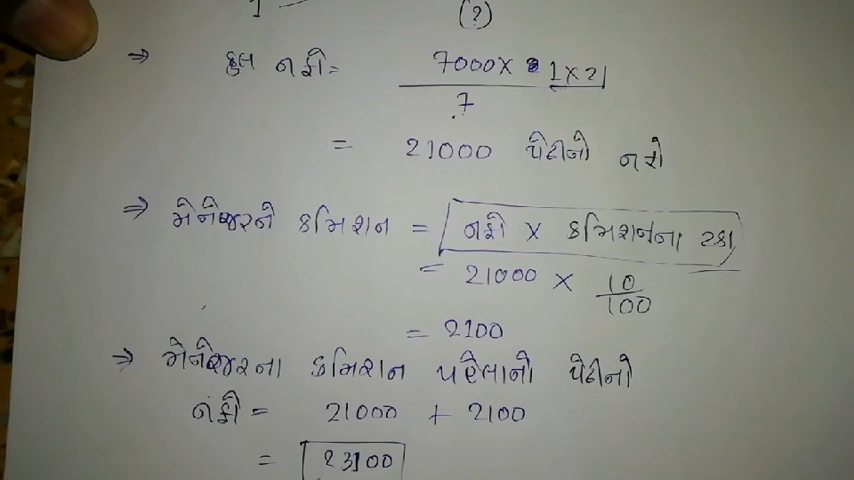 1 (?)
⇒ કુલ નફો = 7000 × 1 × 21
7
= 21000 પેઢીનો નફો
⇒ મેનેજરને કમિશન = નફો × કમિશનના ટકા
= 21000 × 10
100
= 2100
⇒ મેનેજરના કમિશન પહેલાનો પેઢીનો
નફો = 21000 + 2100
= 23100